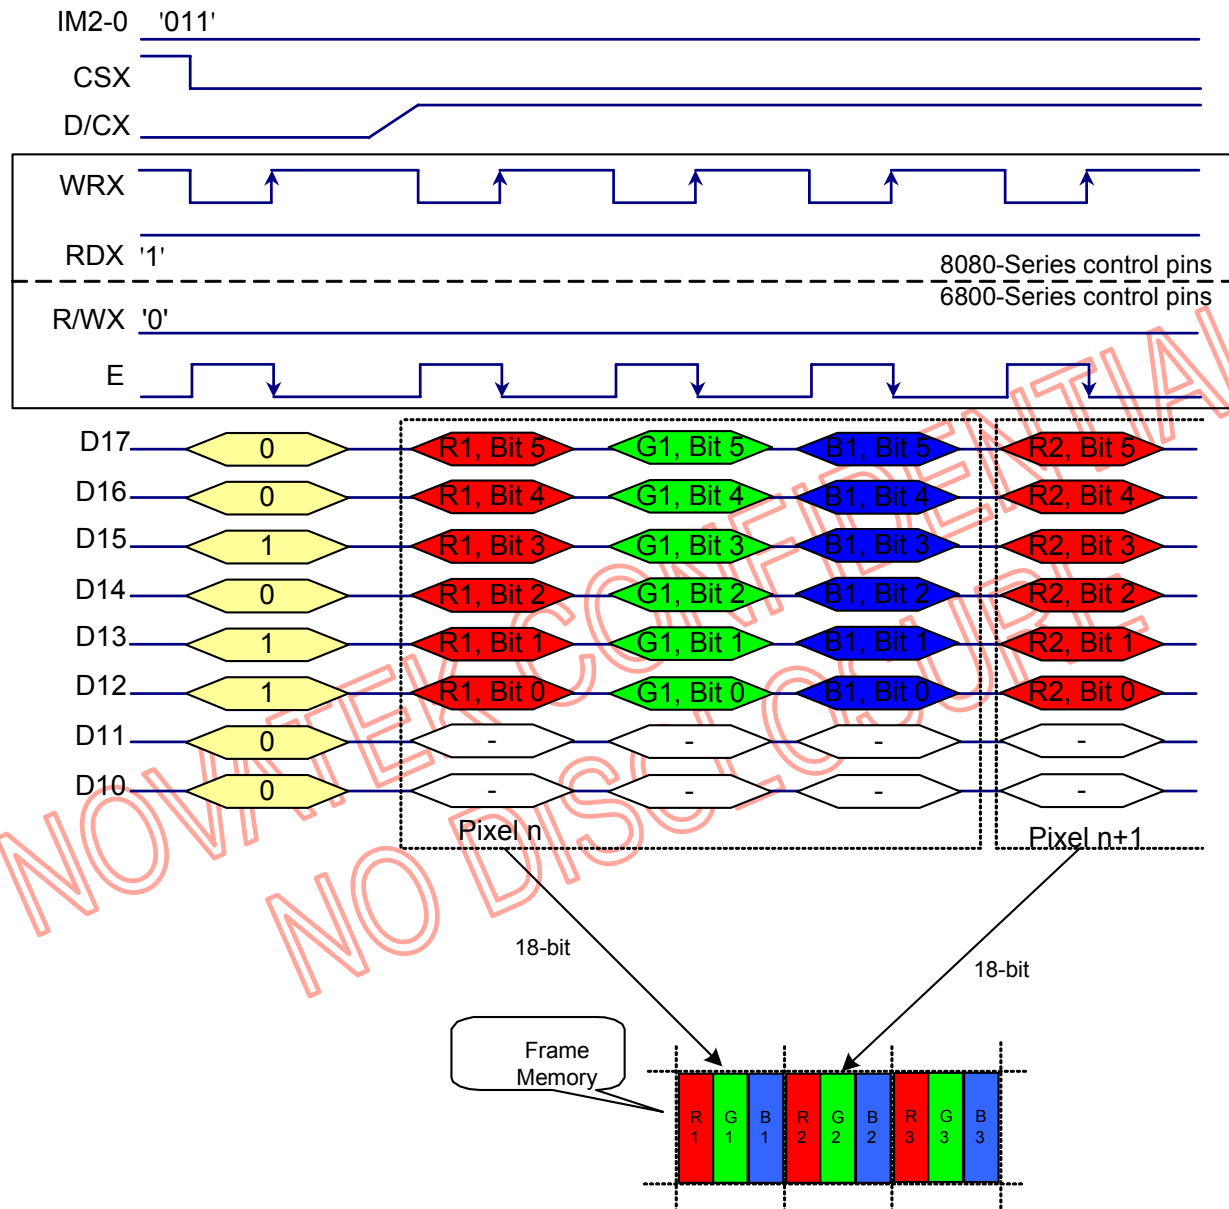 IM2-0 '011'
CSX
D/CX
WRX
RDX '1'
8080-Series control pins
6800-Series control pins
R/WX '0'
E
D17 0 R1, Bit 5 G1, Bit 5 B1, Bit 5 R2, Bit 5
D16 0 R1, Bit 4 G1, Bit 4 B1, Bit 4 R2, Bit 4
D15 1 R1, Bit 3 G1, Bit 3 B1, Bit 3 R2, Bit 3
D14 0 R1, Bit 2 G1, Bit 2 B1, Bit 2 R2, Bit 2
D13 1 R1, Bit 1 G1, Bit 1 B1, Bit 1 R2, Bit 1
D12 1 R1, Bit 0 G1, Bit 0 B1, Bit 0 R2, Bit 0
D11 0 - - - -
D10 0 - - - -
Pixel n Pixel n+1
NOVATEK CONFIDENTIAL
NO DISCLOSURE
18-bit
18-bit
Frame
Memory
R G B R G B R G B
1 1 1 2 2 2 3 3 3